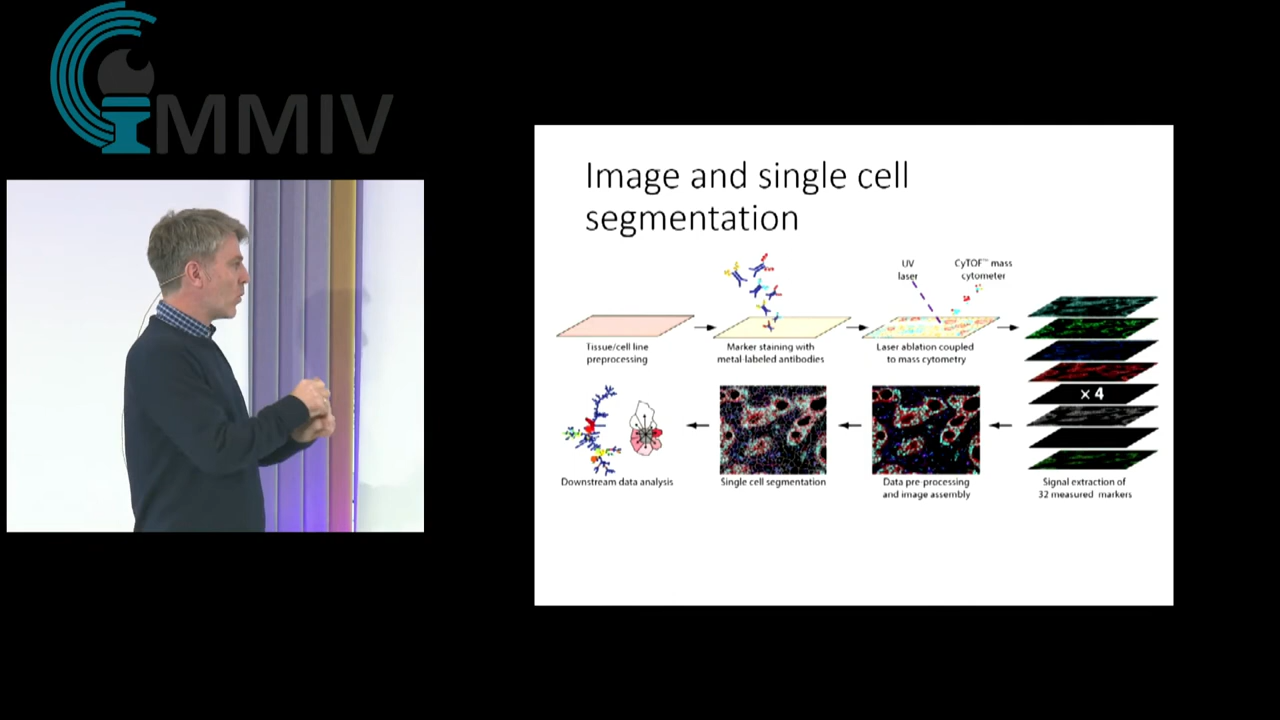 MMIV
Image and single cell
segmentation
UV
laser
CyTOF™ mass
cytometer
Tissue/cell line
preprocessing
Marker staining with
metal-labeled antibodies
Laser ablation coupled
to mass cytometry
× 4
Downstream data analysis
Single cell segmentation
Data pre-processing
and image assembly
Signal extraction of
32 measured markers